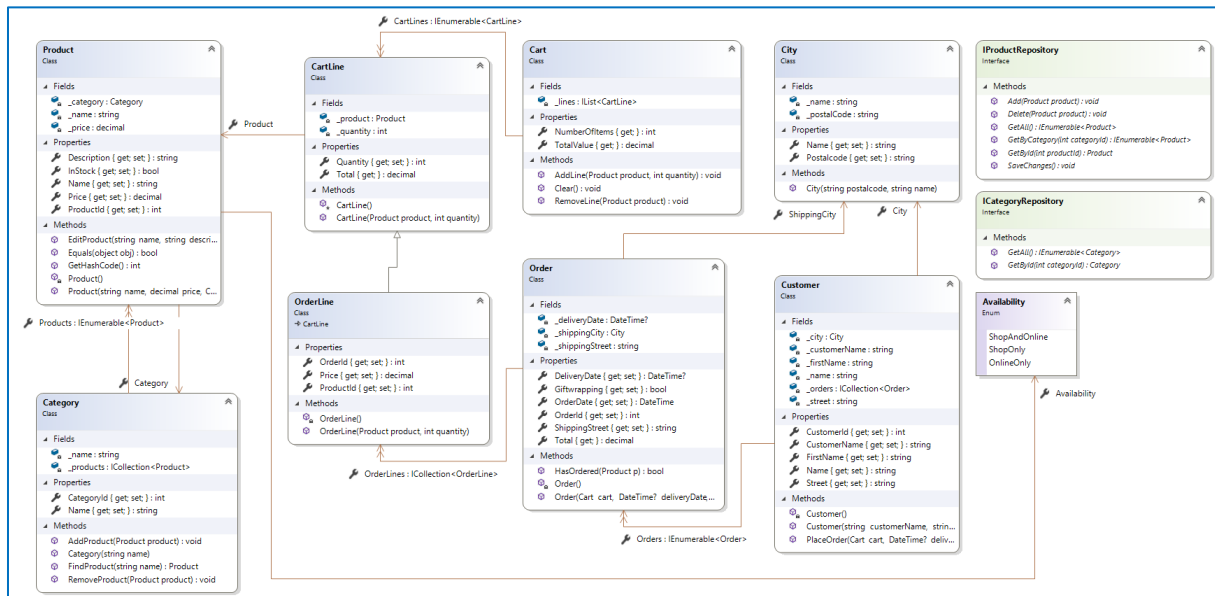 Product
Class
Fields
_category : Category
_name : string
_price : decimal
Properties
Description { get; set; } : string
InStock { get; set; } : bool
Name { get; set; } : string
Price { get; set; } : decimal
ProductId { get; set; } : int
Methods
EditProduct(string name, string descri...
Equals(object obj) : bool
GetHashCode() : int
Product()
Product(string name, decimal price, C...
Products : IEnumerable<Product>
Category
Category
Class
Fields
_name : string
_products : ICollection<Product>
Properties
CategoryId { get; set; } : int
Name { get; set; } : string
Methods
AddProduct(Product product) : void
Category(string name)
FindProduct(string name) : Product
RemoveProduct(Product product) : void
Product
CartLines : IEnumerable<CartLine>
CartLine
Class
Fields
_product : Product
_quantity : int
Properties
Quantity { get; set; } : int
Total { get; } : decimal
Methods
CartLine()
CartLine(Product product, int quantity)
OrderLine
Class
CartLine
Properties
OrderId { get; set; } : int
Price { get; set; } : decimal
ProductId { get; set; } : int
Methods
OrderLine()
OrderLine(Product product, int quantity)
OrderLines : ICollection<OrderLine>
Cart
Class
Fields
_lines : IList<CartLine>
Properties
NumberOfItems { get; } : int
TotalValue { get; } : decimal
Methods
AddLine(Product product, int quantity) : void
Clear() : void
RemoveLine(Product product) : void
Order
Class
Fields
_deliveryDate : DateTime?
_shippingCity : City
_shippingStreet : string
Properties
DeliveryDate { get; set; } : DateTime?
Giftwrapping { get; set; } : bool
OrderDate { get; set; } : DateTime
OrderId { get; set; } : int
ShippingStreet { get; set; } : string
Total { get; } : decimal
Methods
HasOrdered(Product p) : bool
Order()
Order(Cart cart, DateTime? deliveryDate,...
Orders : IEnumerable<Order>
City
Class
Fields
_name : string
_postalCode : string
Properties
Name { get; set; } : string
Postalcode { get; set; } : string
Methods
City(string postalcode, string name)
ShippingCity
City
Customer
Class
Fields
_city : City
_customerName : string
_firstName : string
_name : string
_orders : ICollection<Order>
_street : string
Properties
CustomerId { get; set; } : int
CustomerName { get; set; } : string
FirstName { get; set; } : string
Name { get; set; } : string
Street { get; set; } : string
Methods
Customer()
Customer(string customerName, strin...
PlaceOrder(Cart cart, DateTime? deliv...
IProductRepository
Interface
Methods
Add(Product product) : void
Delete(Product product) : void
GetAll() : IEnumerable<Product>
GetByCategory(int categoryId) : IEnumerable<Product>
GetById(int productId) : Product
SaveChanges() : void
ICategoryRepository
Interface
Methods
GetAll() : IEnumerable<Category>
GetById(int categoryId) : Category
Availability
Enum
ShopAndOnline
ShopOnly
OnlineOnly
Availability